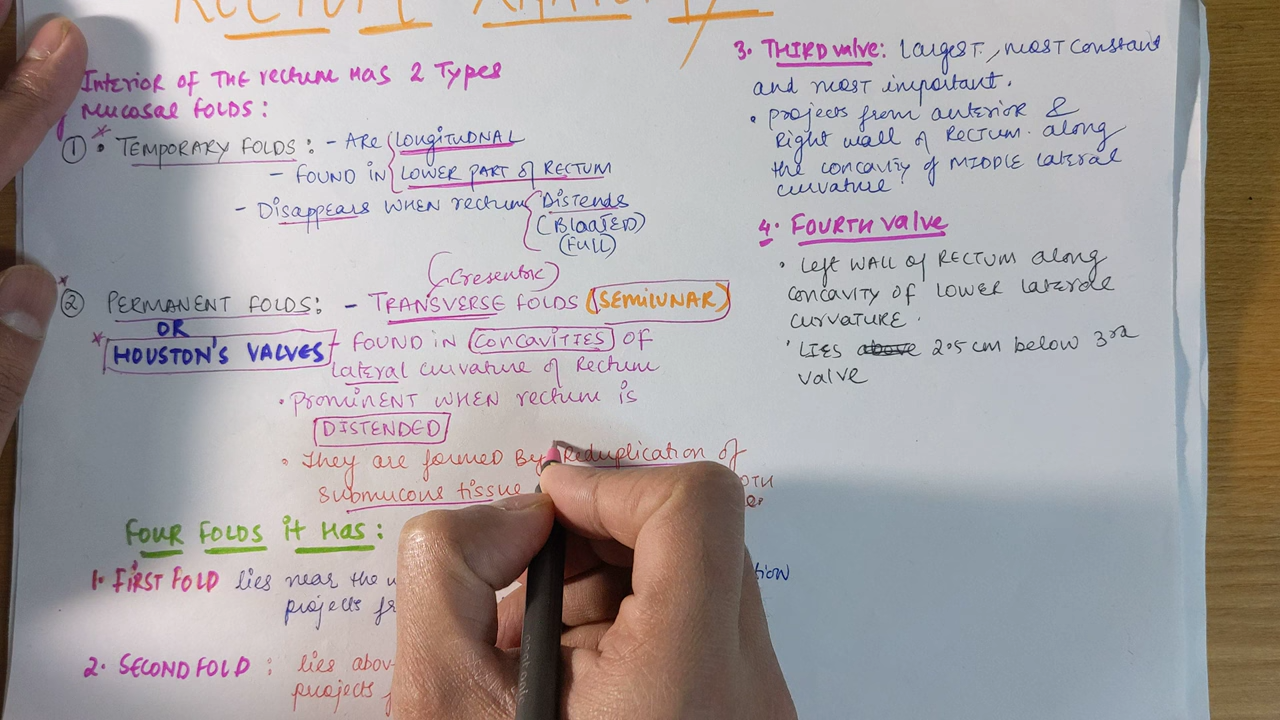 RECTUM ANATOMY
Interior of THE rectum Has 2 Types
Mucosal FOLDS:
① * • TEMPORARY FOLDS: - ARE LONGITUDNAL
- FOUND IN LOWER PART of RECTUM
- Disappears WHEN rectum Distends
(BLOATED)
(FULL)
(Cresentric)
* ② PERMANENT FOLDS: - TRANSVERSE FOLDS (SEMILUNAR)
OR
* HOUSTON'S VALVES - FOUND IN CONCAVITIES OF
lateral curvature of Rectum
• Prominent WHEN rectum is
DISTENDED
• They are formed By Reduplication of
submucous tissue
FOUR FOLDS it Has:
1. FIRST FOLD lies near the
projects
2. SECOND FOLD: lies
projects
3. THIRD valve: Largest, most constant
and most important.
• projects from anterior &
Right wall of RECTUM. along
the concavity of MIDDLE lateral
curvature
4. FOURTH valve
• left WALL of RECTUM along
concavity of LOWER laterale
curvature.
• LIES above 2.5 cm below 3rd
valve